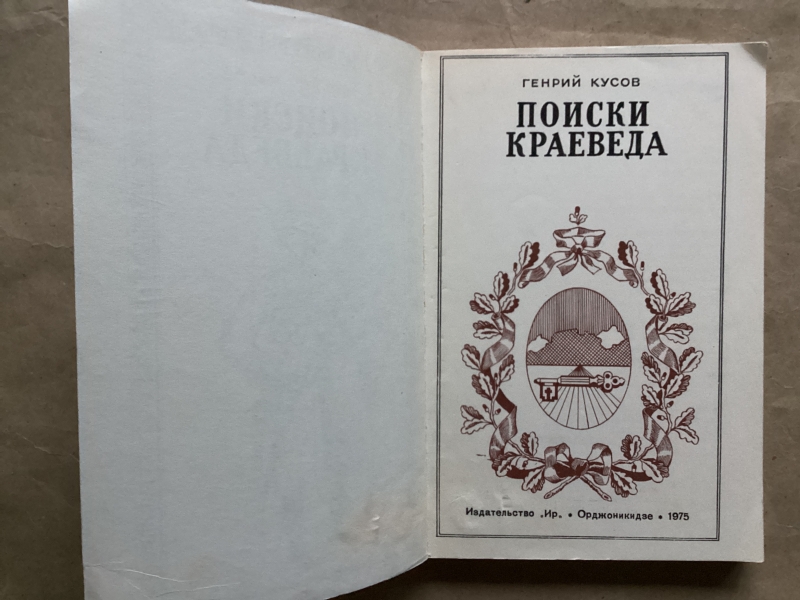 ГЕНРИЙ КУСОВ
ПОИСКИ
КРАЕВЕДА
Издательство „Ир„ • Орджоникидзе • 1975